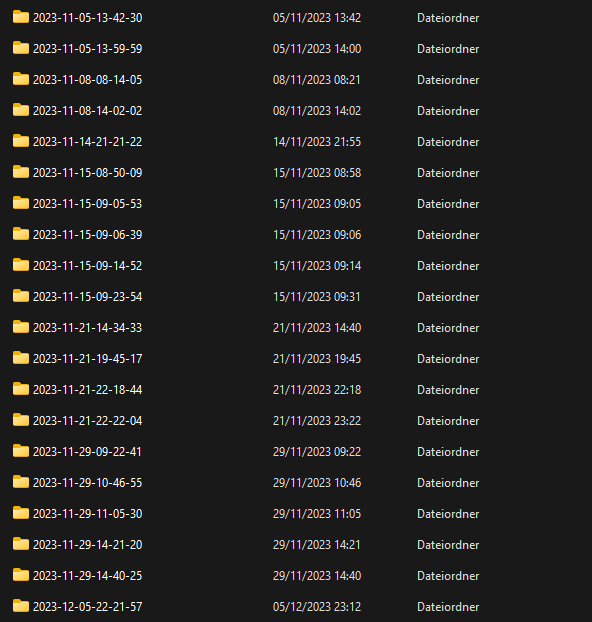 2023-11-05-13-42-30 05/11/2023 13:42 Dateiordner
2023-11-05-13-59-59 05/11/2023 14:00 Dateiordner
2023-11-08-08-14-05 08/11/2023 08:21 Dateiordner
2023-11-08-14-02-02 08/11/2023 14:02 Dateiordner
2023-11-14-21-21-22 14/11/2023 21:55 Dateiordner
2023-11-15-08-50-09 15/11/2023 08:58 Dateiordner
2023-11-15-09-05-53 15/11/2023 09:05 Dateiordner
2023-11-15-09-06-39 15/11/2023 09:06 Dateiordner
2023-11-15-09-14-52 15/11/2023 09:14 Dateiordner
2023-11-15-09-23-54 15/11/2023 09:31 Dateiordner
2023-11-21-14-34-33 21/11/2023 14:40 Dateiordner
2023-11-21-19-45-17 21/11/2023 19:45 Dateiordner
2023-11-21-22-18-44 21/11/2023 22:18 Dateiordner
2023-11-21-22-22-04 21/11/2023 23:22 Dateiordner
2023-11-29-09-22-41 29/11/2023 09:22 Dateiordner
2023-11-29-10-46-55 29/11/2023 10:46 Dateiordner
2023-11-29-11-05-30 29/11/2023 11:05 Dateiordner
2023-11-29-14-21-20 29/11/2023 14:21 Dateiordner
2023-11-29-14-40-25 29/11/2023 14:40 Dateiordner
2023-12-05-22-21-57 05/12/2023 23:12 Dateiordner